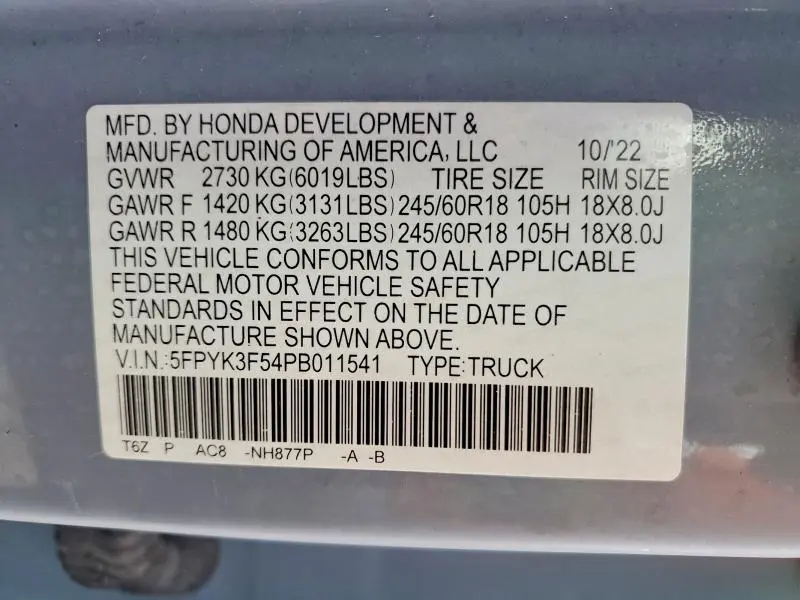 MFD. BY HONDA DEVELOPMENT &
MANUFACTURING OF AMERICA, LLC 10/'22
GVWR 2730 KG(6019LBS) TIRE SIZE RIM SIZE
GAWR F 1420 KG(3131LBS) 245/60R18 105H 18X8.0J
GAWR R 1480 KG(3263LBS) 245/60R18 105H 18X8.0J
THIS VEHICLE CONFORMS TO ALL APPLICABLE
FEDERAL MOTOR VEHICLE SAFETY
STANDARDS IN EFFECT ON THE DATE OF
MANUFACTURE SHOWN ABOVE.
V.I.N.:5FPYK3F54PB011541 TYPE:TRUCK
T6Z P AC8 -NH877P -A -B